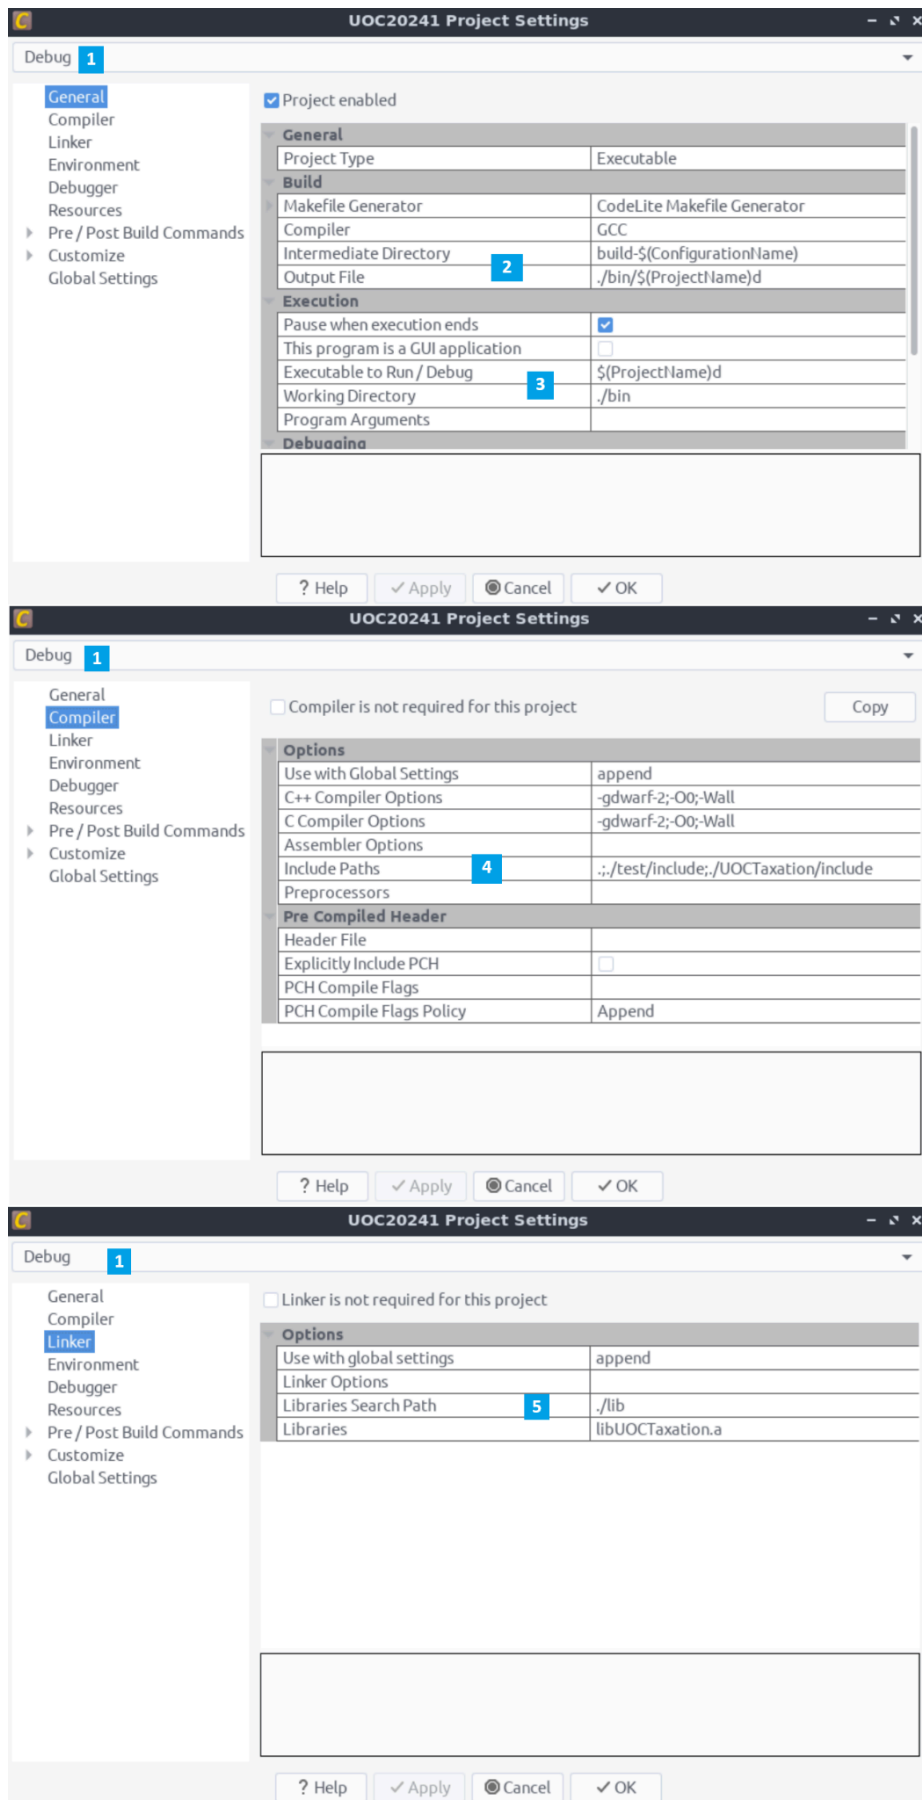 UOC20241 Project Settings
Debug 1
General
Compiler
Linker
Environment
Debugger
Resources
Pre / Post Build Commands
Customize
Global Settings
Project enabled
General
Project Type Executable
Build
Makefile Generator CodeLite Makefile Generator
Compiler GCC
Intermediate Directory build-$(ConfigurationName)
2
Output File ./bin/$(ProjectName)d
Execution
Pause when execution ends
This program is a GUI application
Executable to Run / Debug $(ProjectName)d
3
Working Directory ./bin
Program Arguments
Debugging
? Help Apply Cancel OK
UOC20241 Project Settings
Debug 1
General
Compiler
Linker
Environment
Debugger
Resources
Pre / Post Build Commands
Customize
Global Settings
Compiler is not required for this project Copy
Options
Use with Global Settings append
C++ Compiler Options -gdwarf-2;-O0;-Wall
C Compiler Options -gdwarf-2;-O0;-Wall
Assembler Options
Include Paths 4 .;./test/include;./UOCTaxation/include
Preprocessors
Pre Compiled Header
Header File
Explicitly Include PCH
PCH Compile Flags
PCH Compile Flags Policy Append
? Help Apply Cancel OK
UOC20241 Project Settings
Debug 1
General
Compiler
Linker
Environment
Debugger
Resources
Pre / Post Build Commands
Customize
Global Settings
Linker is not required for this project
Options
Use with global settings append
Linker Options
Libraries Search Path 5 ./lib
Libraries libUOCTaxation.a
? Help Apply Cancel OK